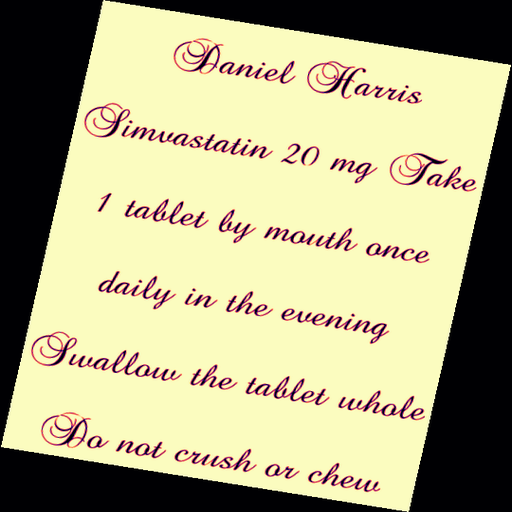 Daniel Harris
Simvastatin 20 mg Take
1 tablet by mouth once
daily in the evening
Swallow the tablet whole
Do not crush or chew